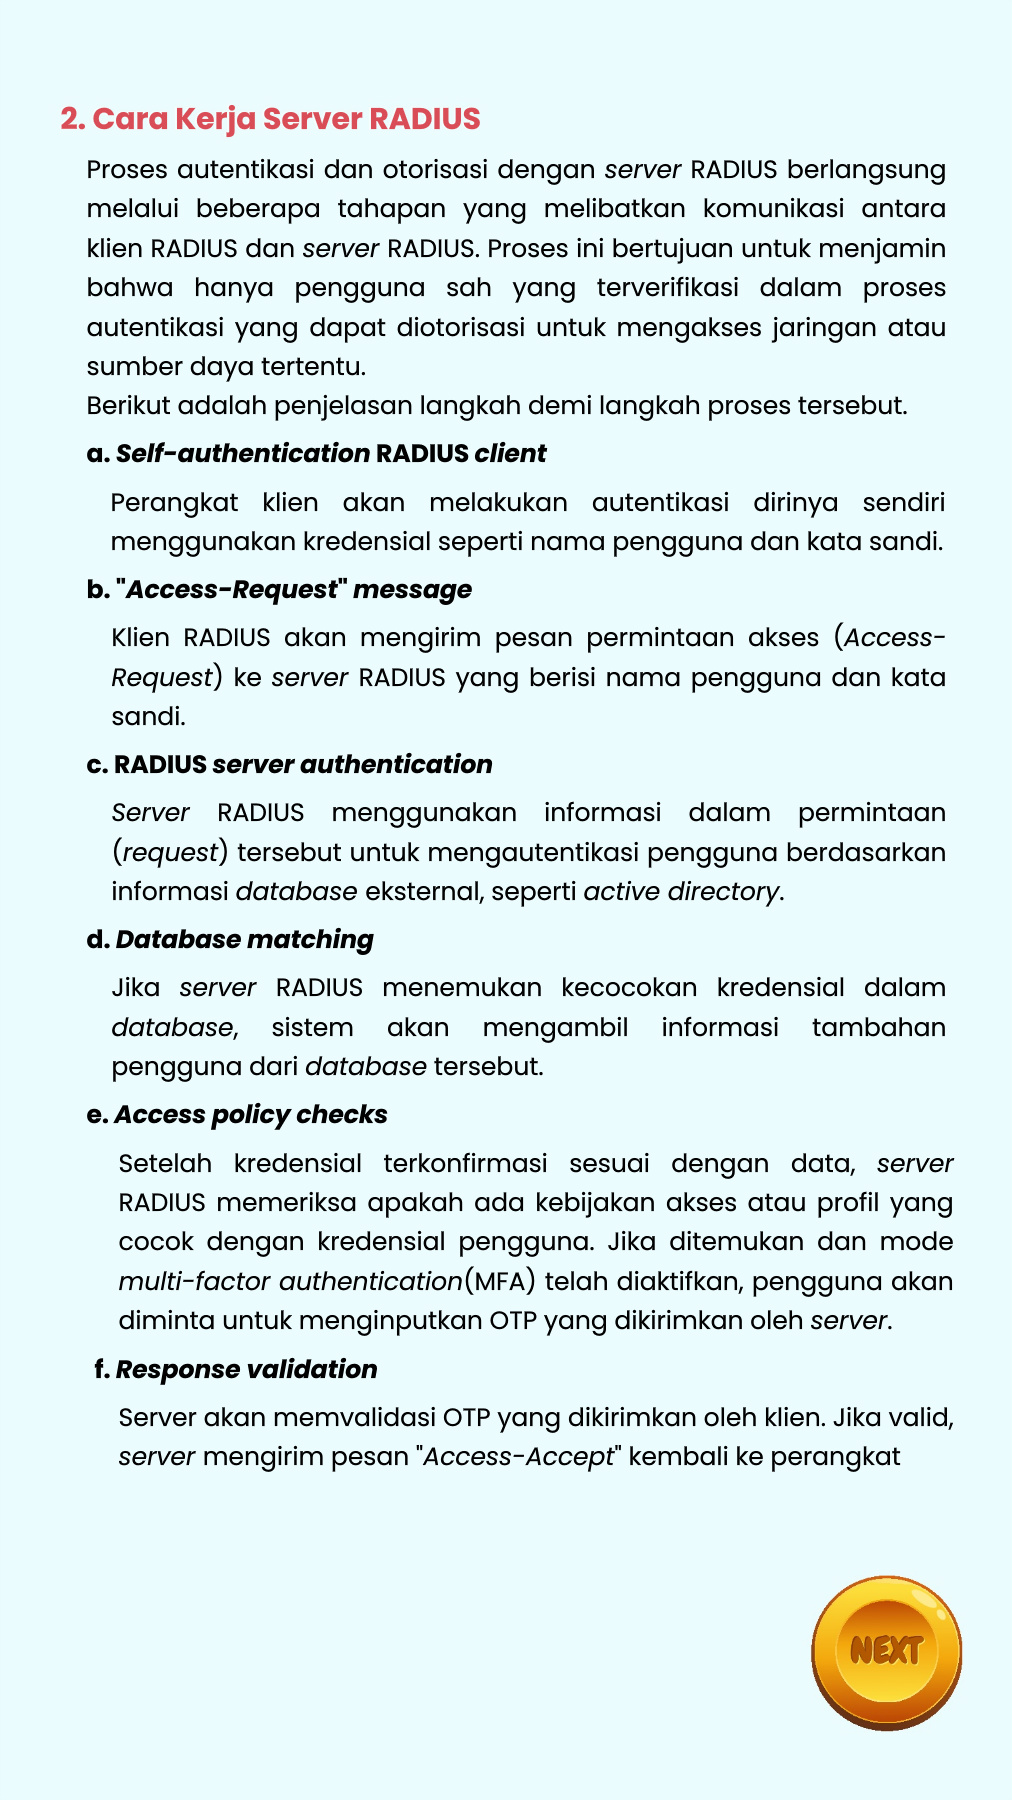 2. Cara Kerja Server RADIUS
Proses autentikasi dan otorisasi dengan server RADIUS berlangsung
melalui beberapa tahapan yang melibatkan komunikasi antara
klien RADIUS dan server RADIUS. Proses ini bertujuan untuk menjamin
bahwa hanya pengguna sah yang terverifikasi dalam proses
autentikasi yang dapat diotorisasi untuk mengakses jaringan atau
sumber daya tertentu.
Berikut adalah penjelasan langkah demi langkah proses tersebut.
a. Self-authentication RADIUS client
Perangkat klien akan melakukan autentikasi dirinya sendiri
menggunakan kredensial seperti nama pengguna dan kata sandi.
b. "Access-Request" message
Klien RADIUS akan mengirim pesan permintaan akses (Access-
Request) ke server RADIUS yang berisi nama pengguna dan kata
sandi.
c. RADIUS server authentication
Server RADIUS menggunakan informasi dalam permintaan
(request) tersebut untuk mengautentikasi pengguna berdasarkan
informasi database eksternal, seperti active directory.
d. Database matching
Jika server RADIUS menemukan kecocokan kredensial dalam
database, sistem akan mengambil informasi tambahan
pengguna dari database tersebut.
e. Access policy checks
Setelah kredensial terkonfirmasi sesuai dengan data, server
RADIUS memeriksa apakah ada kebijakan akses atau profil yang
cocok dengan kredensial pengguna. Jika ditemukan dan mode
multi-factor authentication(MFA) telah diaktifkan, pengguna akan
diminta untuk menginputkan OTP yang dikirimkan oleh server.
f. Response validation
Server akan memvalidasi OTP yang dikirimkan oleh klien. Jika valid,
server mengirim pesan "Access-Accept" kembali ke perangkat
NEXT